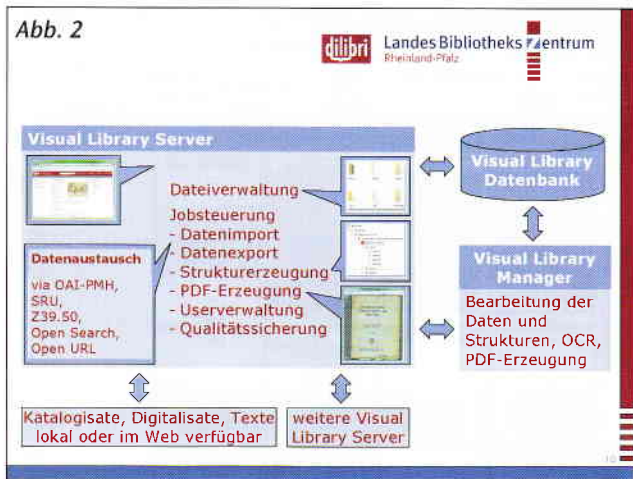 Abb. 2
dilibri
Landes Bibliotheks Zentrum
Rheinland-Pfalz
Visual Library Server
Dateiverwaltung
Jobsteuerung
- Datenimport
- Datenexport
- Strukturerzeugung
- PDF-Erzeugung
- Userverwaltung
- Qualitätssicherung
Datenaustausch
via OAI-PMH,
SRU,
Z39.50,
Open Search,
Open URL
Visual Library
Datenbank
Visual Library
Manager
Bearbeitung der
Daten und
Strukturen, OCR,
PDF-Erzeugung
Katalogisate, Digitalisate, Texte
lokal oder im Web verfügbar
weitere Visual
Library Server
10